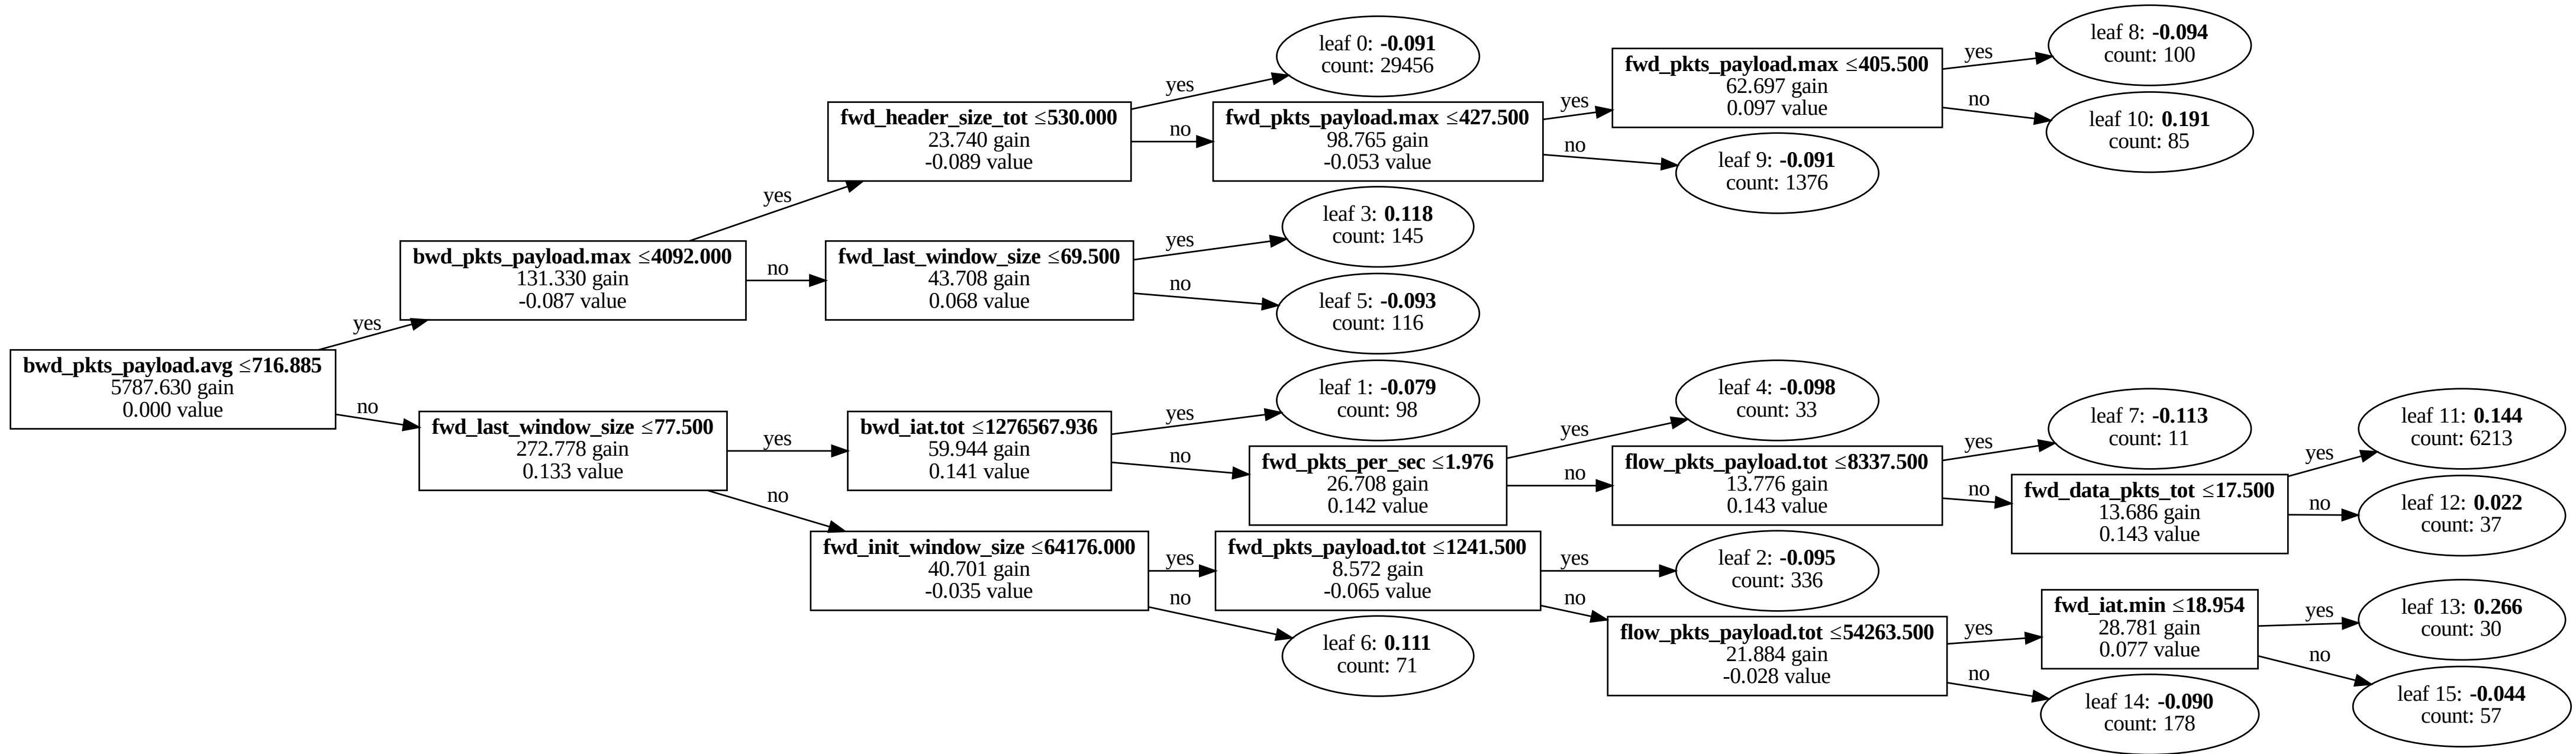 bwd_pkts_payload.avg ≤716.885
5787.630 gain
0.000 value
yes
no
bwd_pkts_payload.max ≤4092.000
131.330 gain
-0.087 value
yes
no
fwd_last_window_size ≤77.500
272.778 gain
0.133 value
yes
no
fwd_header_size_tot ≤530.000
23.740 gain
-0.089 value
yes
no
fwd_last_window_size ≤69.500
43.708 gain
0.068 value
yes
no
bwd_iat.tot ≤1276567.936
59.944 gain
0.141 value
yes
no
fwd_init_window_size ≤64176.000
40.701 gain
-0.035 value
yes
no
leaf 0: -0.091
count: 29456
fwd_pkts_payload.max ≤427.500
98.765 gain
-0.053 value
yes
no
leaf 3: 0.118
count: 145
leaf 5: -0.093
count: 116
leaf 1: -0.079
count: 98
fwd_pkts_per_sec ≤1.976
26.708 gain
0.142 value
yes
no
fwd_pkts_payload.tot ≤1241.500
8.572 gain
-0.065 value
yes
no
leaf 6: 0.111
count: 71
fwd_pkts_payload.max ≤405.500
62.697 gain
0.097 value
yes
no
leaf 9: -0.091
count: 1376
leaf 4: -0.098
count: 33
flow_pkts_payload.tot ≤8337.500
13.776 gain
0.143 value
yes
no
leaf 2: -0.095
count: 336
flow_pkts_payload.tot ≤54263.500
21.884 gain
-0.028 value
yes
no
leaf 8: -0.094
count: 100
leaf 10: 0.191
count: 85
leaf 7: -0.113
count: 11
fwd_data_pkts_tot ≤17.500
13.686 gain
0.143 value
yes
no
fwd_iat.min ≤18.954
28.781 gain
0.077 value
yes
no
leaf 14: -0.090
count: 178
leaf 11: 0.144
count: 6213
leaf 12: 0.022
count: 37
leaf 13: 0.266
count: 30
leaf 15: -0.044
count: 57